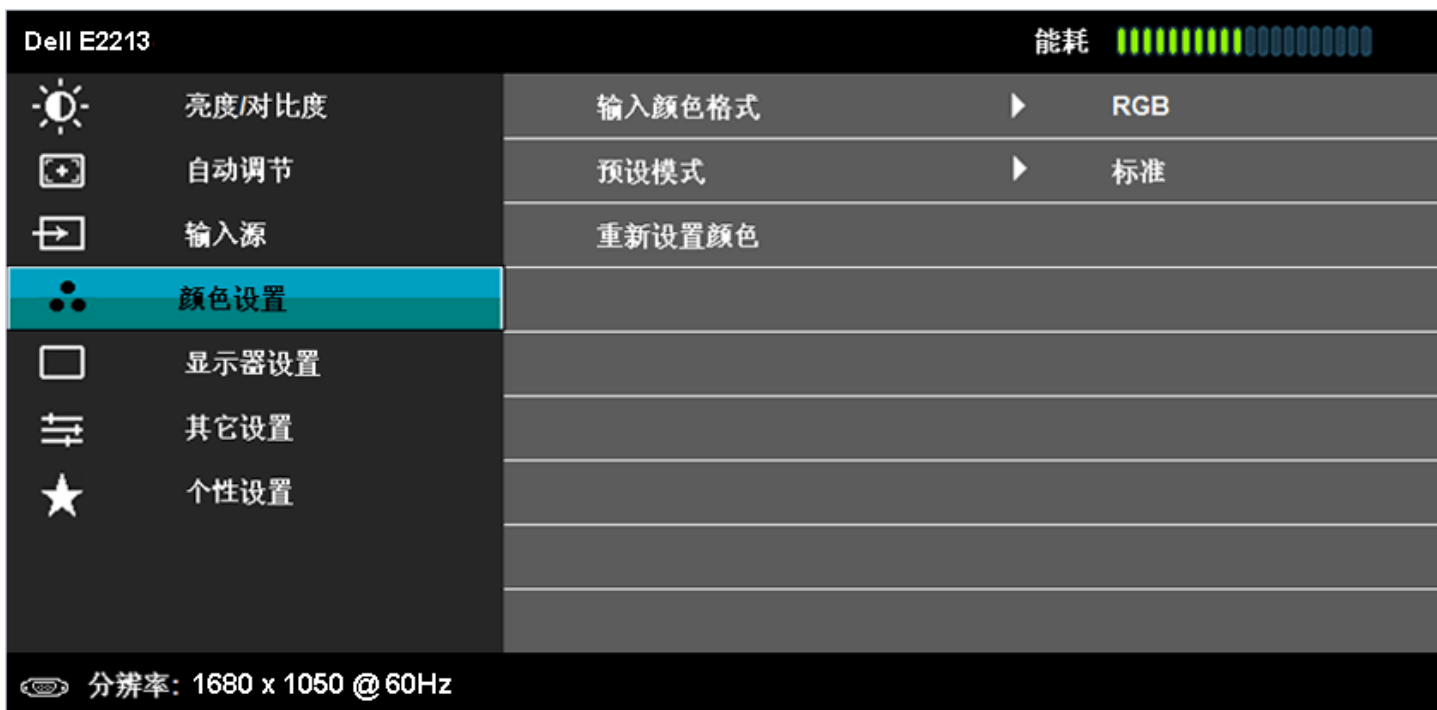 Dell E2213 能耗
亮度/对比度 输入颜色格式 RGB
自动调节 预设模式 标准
输入源 重新设置颜色
颜色设置
显示器设置
其它设置
个性设置
分辨率: 1680 x 1050 @ 60Hz